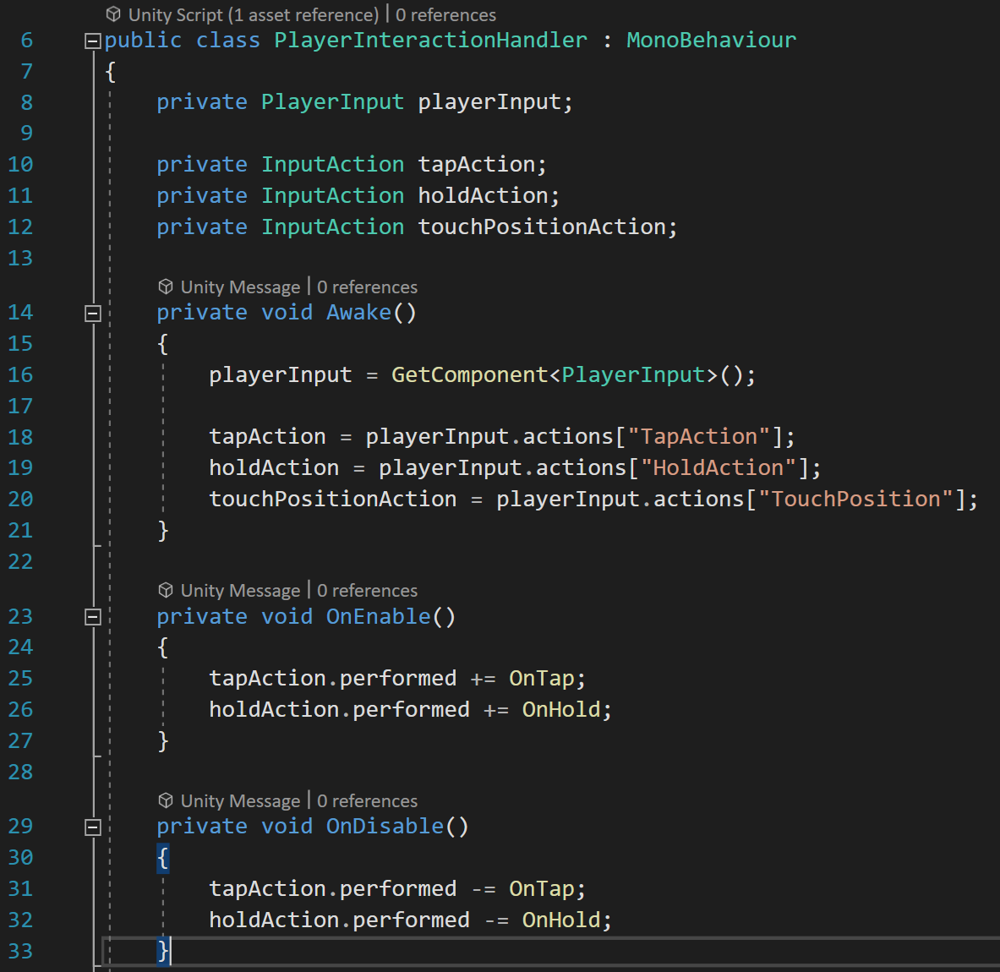 Unity Script (1 asset reference) | 0 references
6 public class PlayerInteractionHandler : MonoBehaviour
7 {
8 private PlayerInput playerInput;
9
10 private InputAction tapAction;
11 private InputAction holdAction;
12 private InputAction touchPositionAction;
13
Unity Message | 0 references
14 private void Awake()
15 {
16 playerInput = GetComponent<PlayerInput>();
17
18 tapAction = playerInput.actions["TapAction"];
19 holdAction = playerInput.actions["HoldAction"];
20 touchPositionAction = playerInput.actions["TouchPosition"];
21 }
22
Unity Message | 0 references
23 private void OnEnable()
24 {
25 tapAction.performed += OnTap;
26 holdAction.performed += OnHold;
27 }
28
Unity Message | 0 references
29 private void OnDisable()
30 {
31 tapAction.performed -= OnTap;
32 holdAction.performed -= OnHold;
33 }